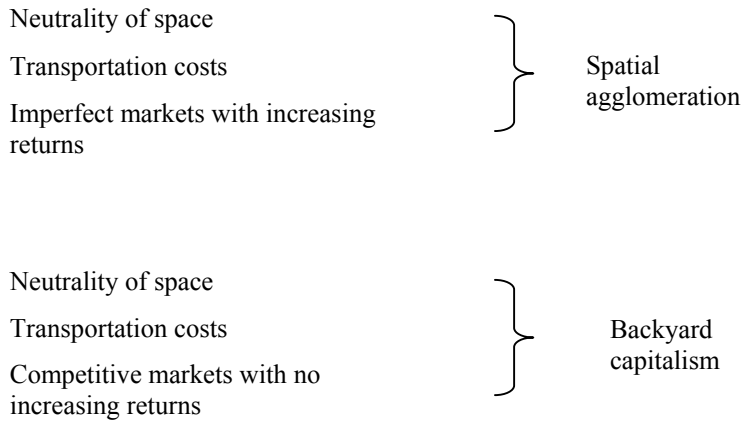 Neutrality of space
Transportation costs
Imperfect markets with increasing
returns
Spatial
agglomeration
Neutrality of space
Transportation costs
Competitive markets with no
increasing returns
Backyard
capitalism